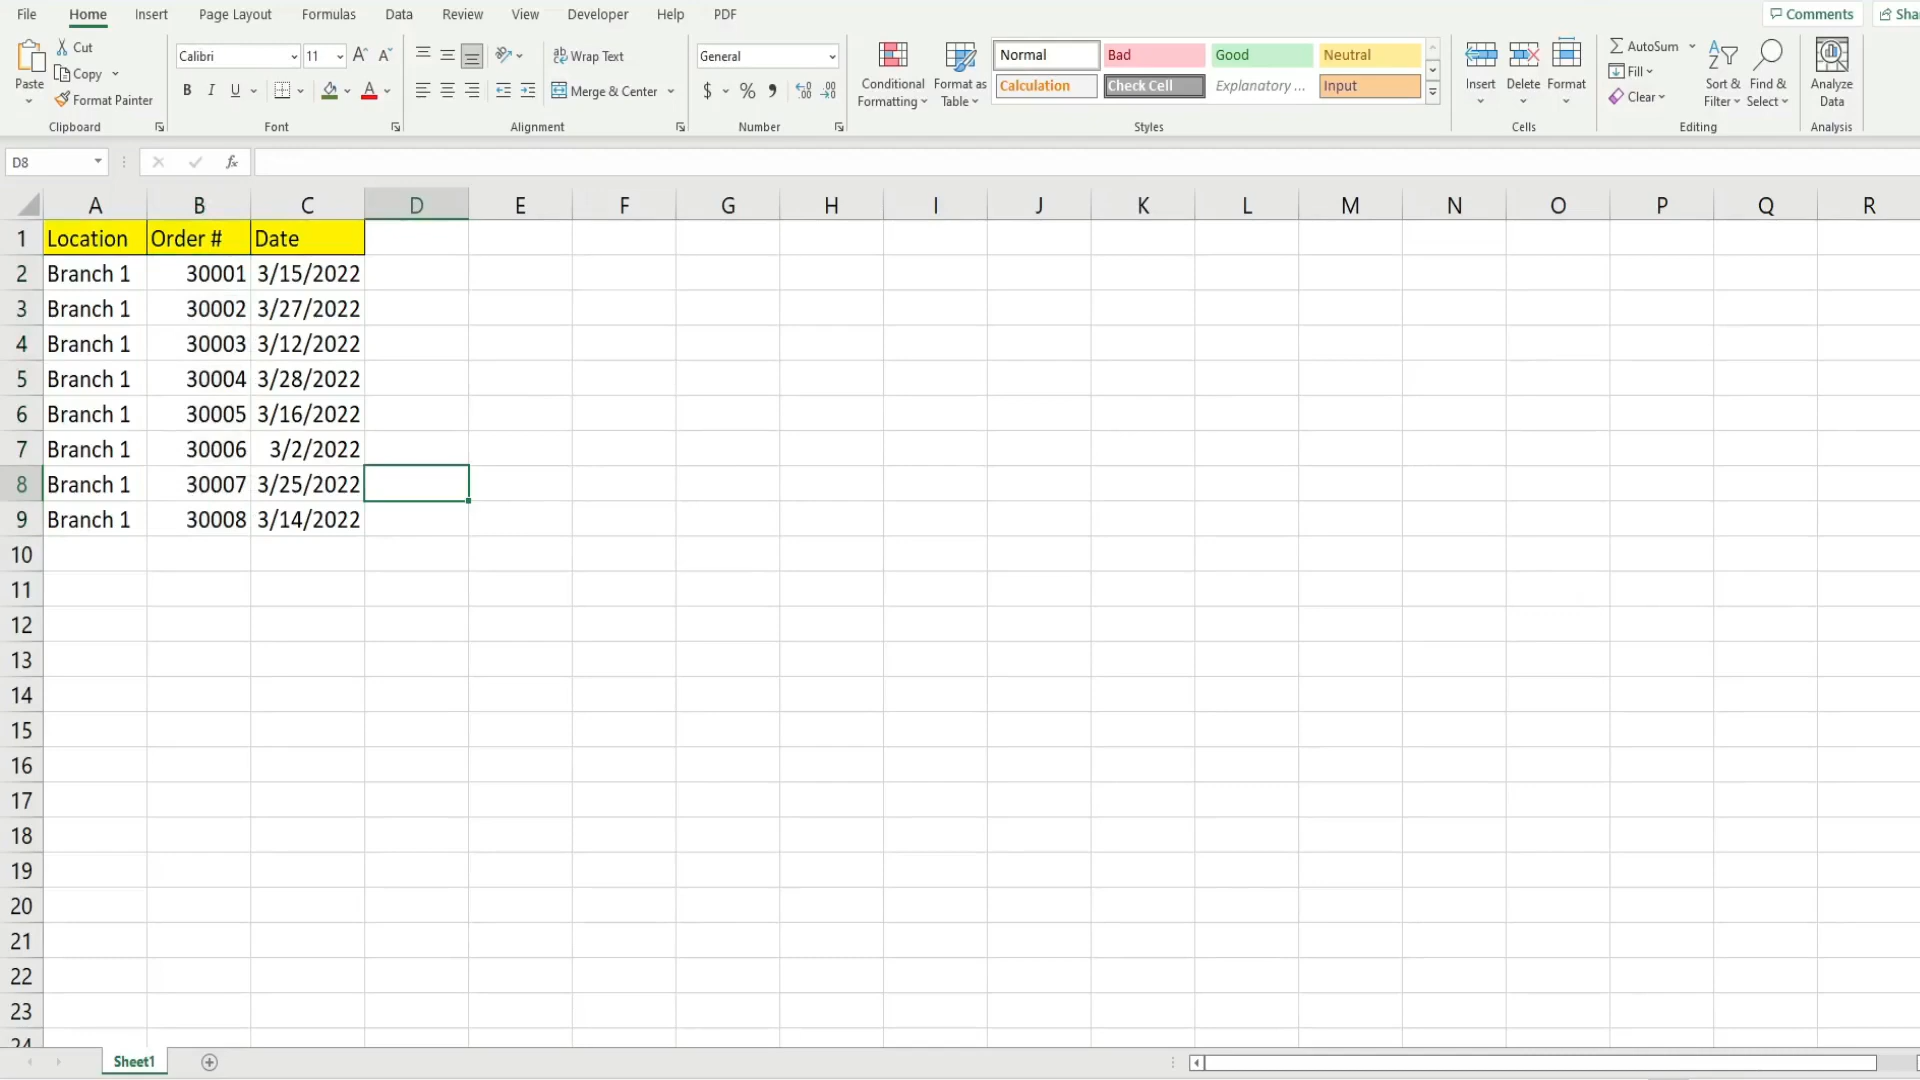 File Home Insert Page Layout Formulas Data Review View Developer Help PDF Comments
Cut
Copy
Format Painter
Paste
Clipboard
Calibri 11
B I U
Font
Wrap Text
Merge & Center
Alignment
General
$ % ,
Number
Conditional Formatting
Format as Table
Normal Bad Good Neutral
Calculation Check Cell Explanatory ... Input
Styles
Insert Delete Format
Cells
AutoSum
Fill
Clear
Sort & Filter
Find & Select
Editing
Analyze Data
Analysis
D8 fx
A B C D E F G H I J K L M N O P Q R
1 Location Order # Date
2 Branch 1 30001 3/15/2022
3 Branch 1 30002 3/27/2022
4 Branch 1 30003 3/12/2022
5 Branch 1 30004 3/28/2022
6 Branch 1 30005 3/16/2022
7 Branch 1 30006 3/2/2022
8 Branch 1 30007 3/25/2022
9 Branch 1 30008 3/14/2022
10
11
12
13
14
15
16
17
18
19
20
21
22
23
24
Sheet1